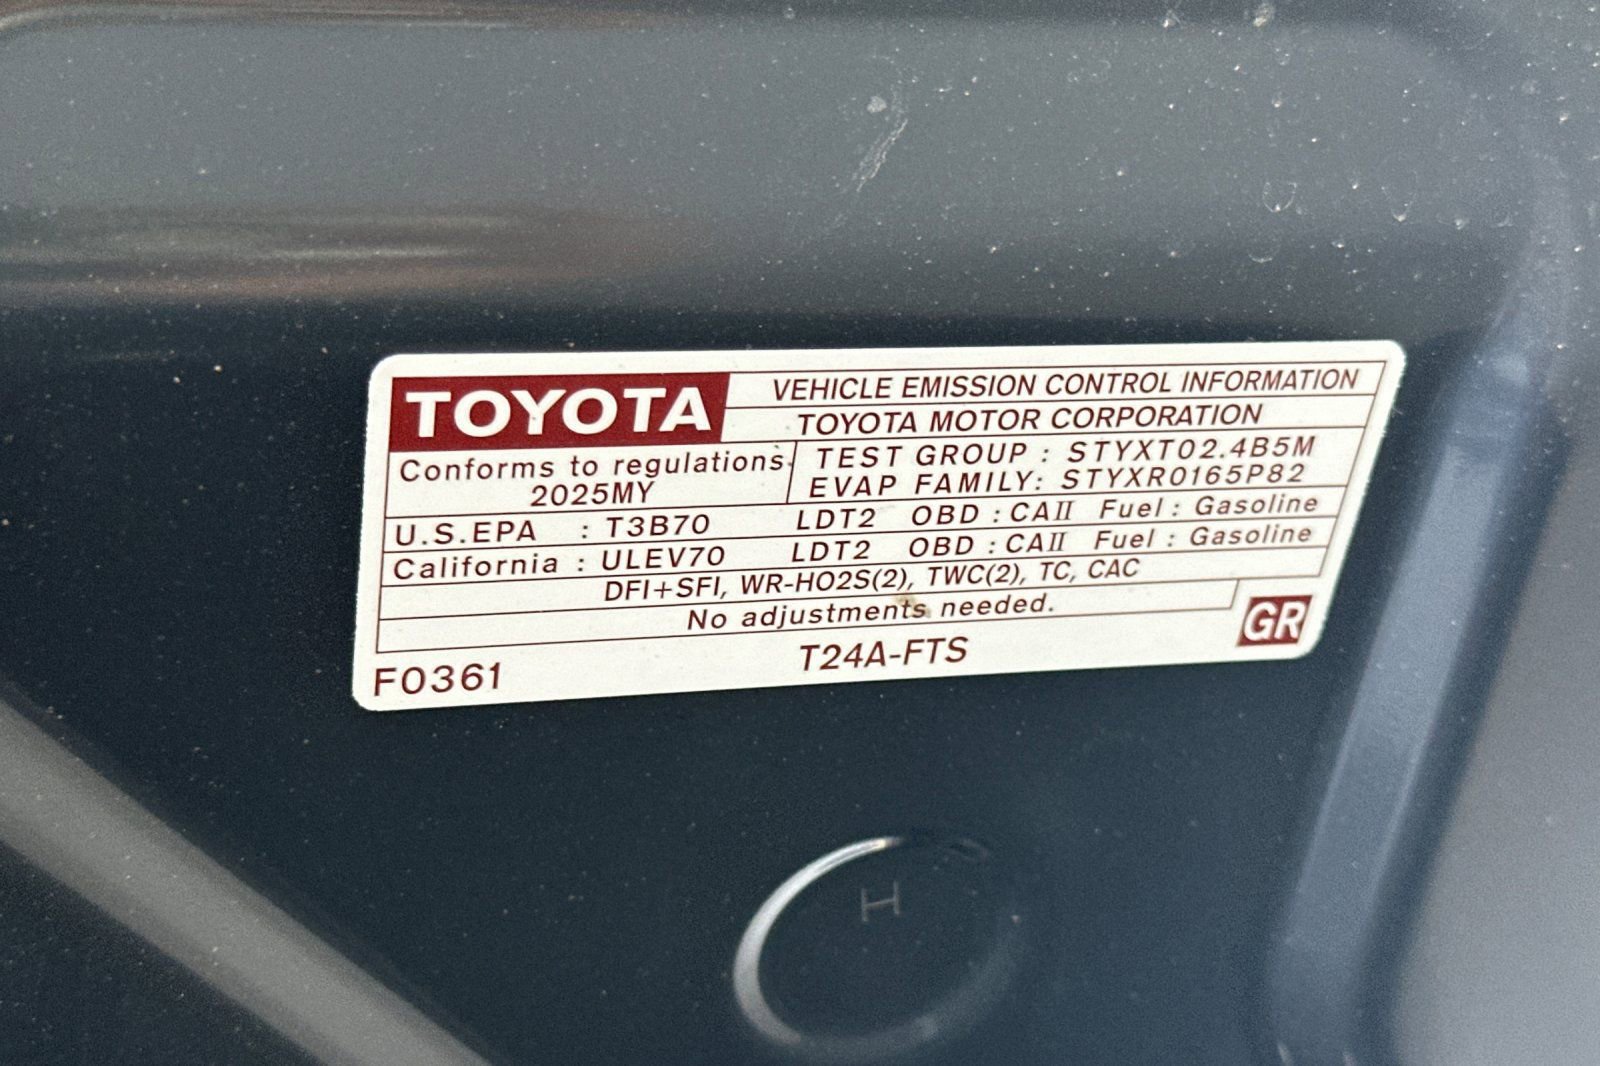 TOYOTA
VEHICLE EMISSION CONTROL INFORMATION
TOYOTA MOTOR CORPORATION
Conforms to regulations:
2025MY
TEST GROUP : STYXT02.4B5M
EVAP FAMILY: STYXR0165P82
U.S.EPA : T3B70 LDT2 OBD : CAII Fuel : Gasoline
California : ULEV70 LDT2 OBD : CAII Fuel : Gasoline
DFI+SFI, WR-HO2S(2), TWC(2), TC, CAC
No adjustments needed.
GR
F0361
T24A-FTS
H